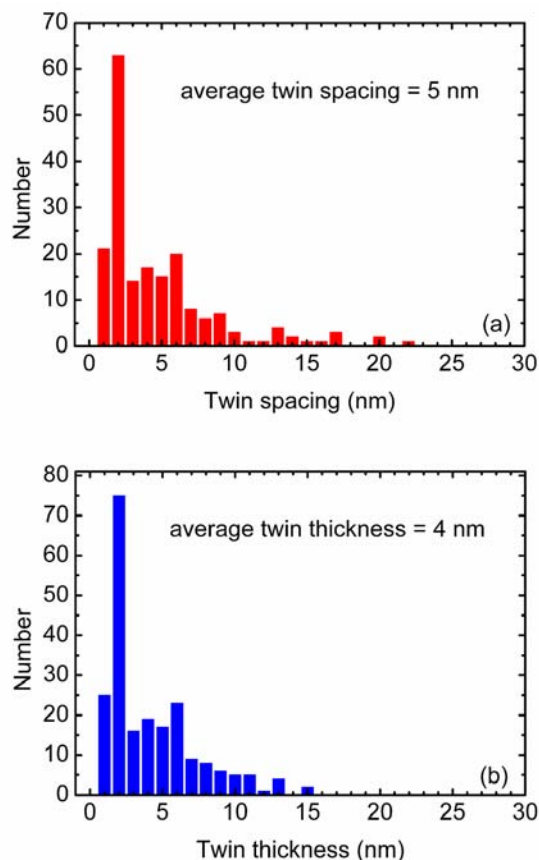 70
60
50
40
30
20
10
0
Number
average twin spacing = 5 nm
(a)
0 5 10 15 20 25 30
Twin spacing (nm)
80
70
60
50
40
30
20
10
0
Number
average twin thickness = 4 nm
(b)
0 5 10 15 20 25 30
Twin thickness (nm)